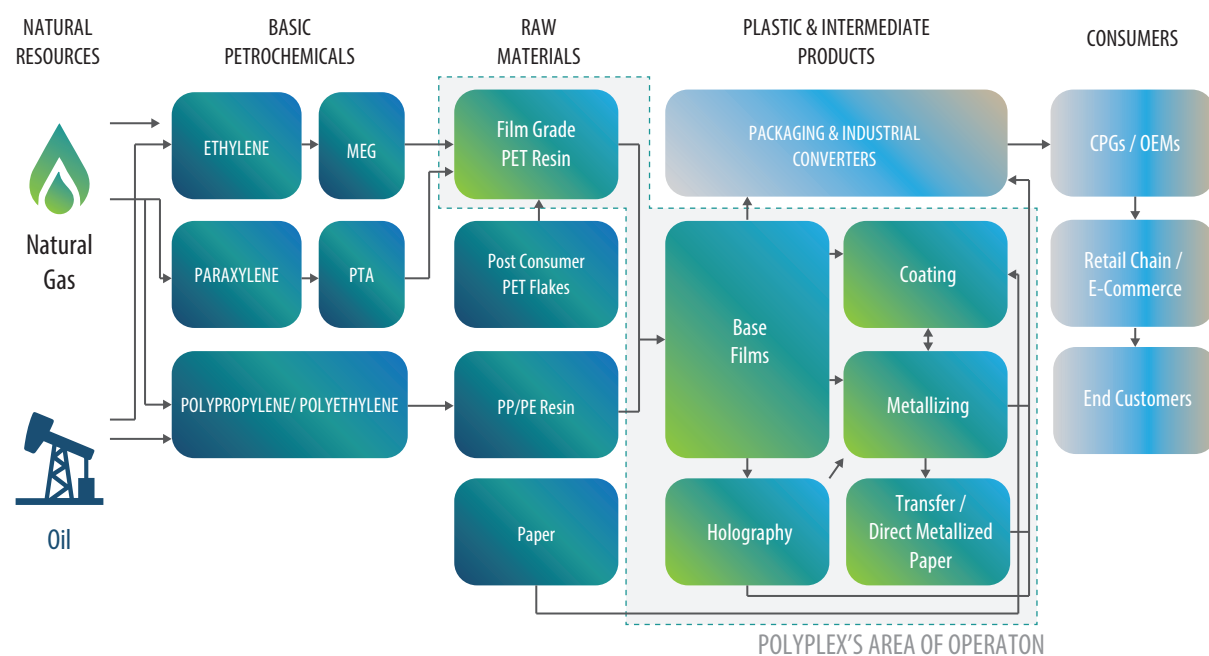 NATURAL
RESOURCES
BASIC
PETROCHEMICALS
RAW
MATERIALS
PLASTIC & INTERMEDIATE
PRODUCTS
CONSUMERS
Natural
Gas
Oil
ETHYLENE
MEG
PARAXYLENE
PTA
POLYPROPYLENE/ POLYETHYLENE
Film Grade
PET Resin
Post Consumer
PET Flakes
PP/PE Resin
Paper
PACKAGING & INDUSTRIAL
CONVERTERS
Base
Films
Coating
Metallizing
Holography
Transfer /
Direct Metallized
Paper
CPGs / OEMs
Retail Chain /
E-Commerce
End Customers
POLYPLEX'S AREA OF OPERATON